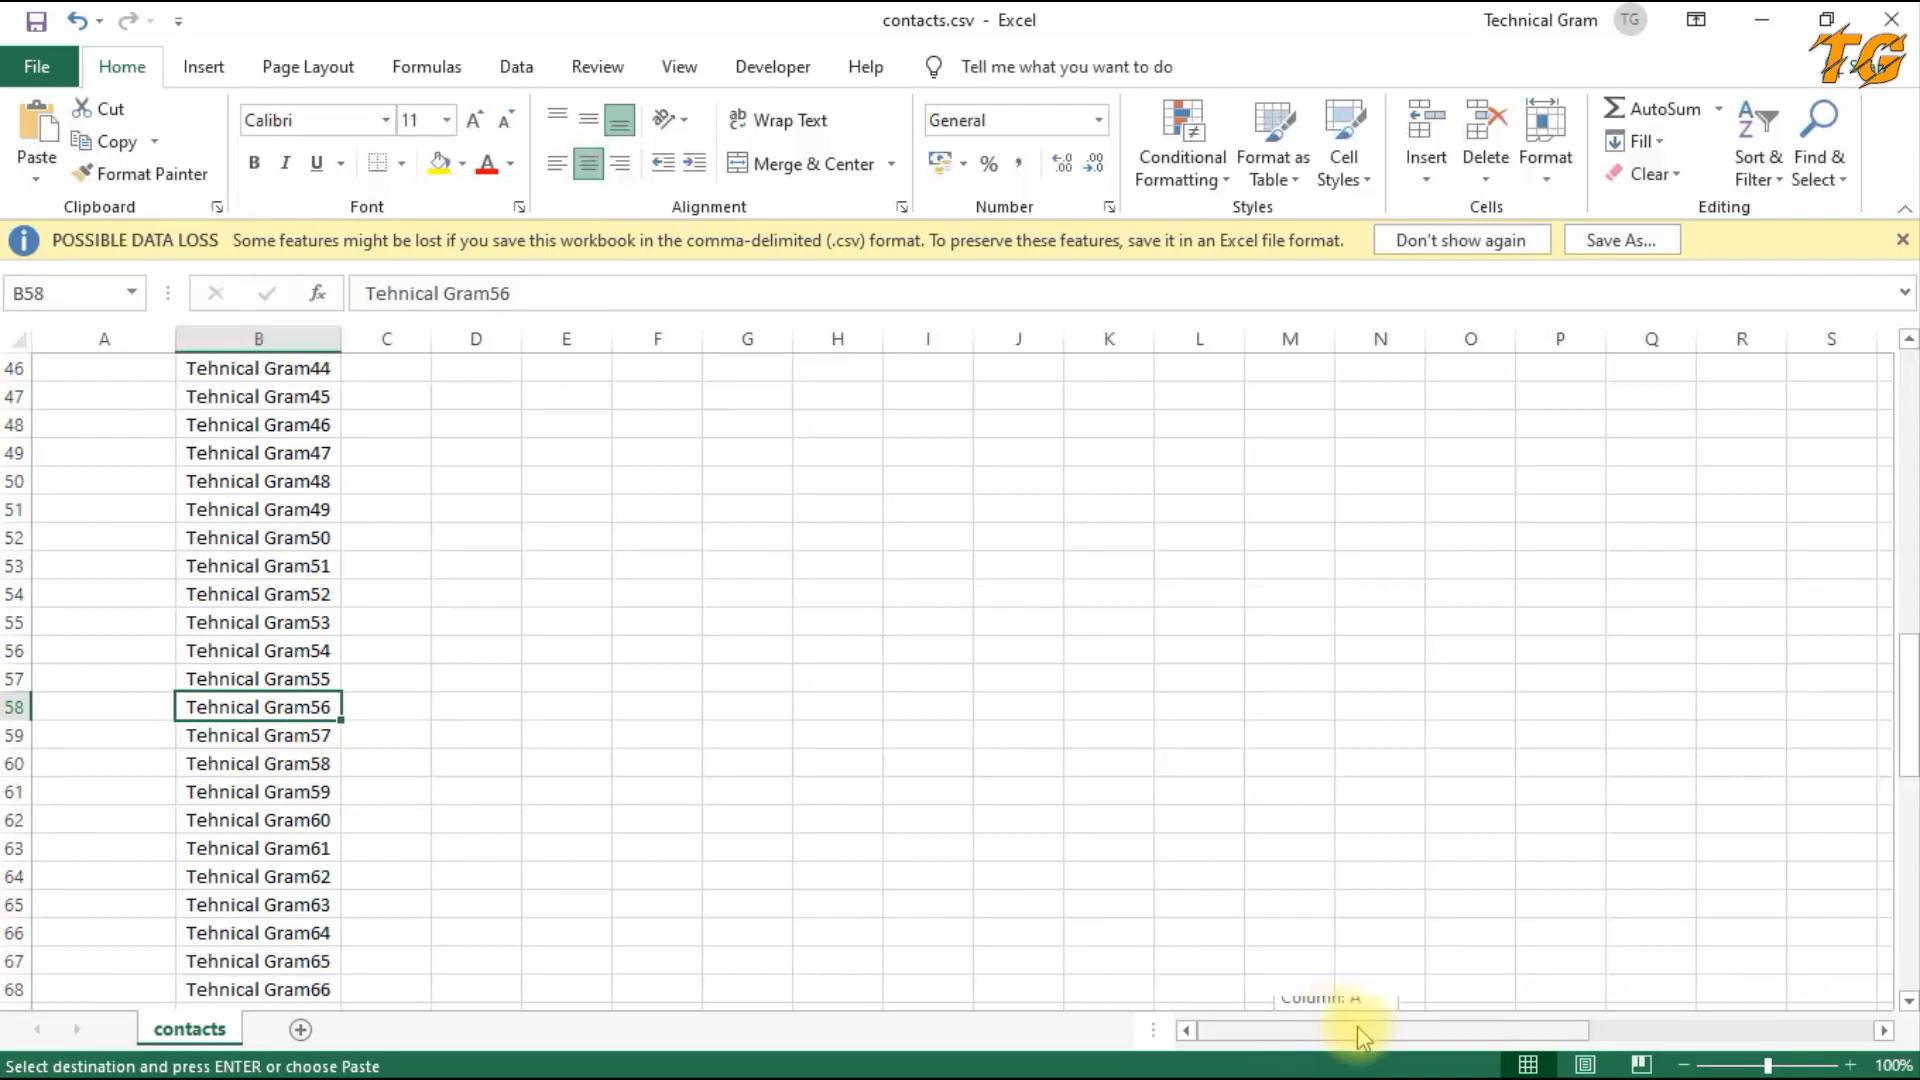 contacts.csv - Excel
Technical Gram TG
TG
File Home Insert Page Layout Formulas Data Review View Developer Help Tell me what you want to do
Paste
Cut
Copy
Format Painter
Clipboard
Calibri 11
B I U A
Font
Wrap Text
Merge & Center
Alignment
General
% ,
Number
Conditional Formatting
Format as Table
Cell Styles
Styles
Insert Delete Format
Cells
AutoSum
Fill
Clear
Sort & Filter
Find & Select
Editing
POSSIBLE DATA LOSS Some features might be lost if you save this workbook in the comma-delimited (.csv) format. To preserve these features, save it in an Excel file format. Don't show again Save As...
B58 fx Tehnical Gram56
A B C D E F G H I J K L M N O P Q R S
46 Tehnical Gram44
47 Tehnical Gram45
48 Tehnical Gram46
49 Tehnical Gram47
50 Tehnical Gram48
51 Tehnical Gram49
52 Tehnical Gram50
53 Tehnical Gram51
54 Tehnical Gram52
55 Tehnical Gram53
56 Tehnical Gram54
57 Tehnical Gram55
58 Tehnical Gram56
59 Tehnical Gram57
60 Tehnical Gram58
61 Tehnical Gram59
62 Tehnical Gram60
63 Tehnical Gram61
64 Tehnical Gram62
65 Tehnical Gram63
66 Tehnical Gram64
67 Tehnical Gram65
68 Tehnical Gram66
Column: A
contacts
Select destination and press ENTER or choose Paste
100%